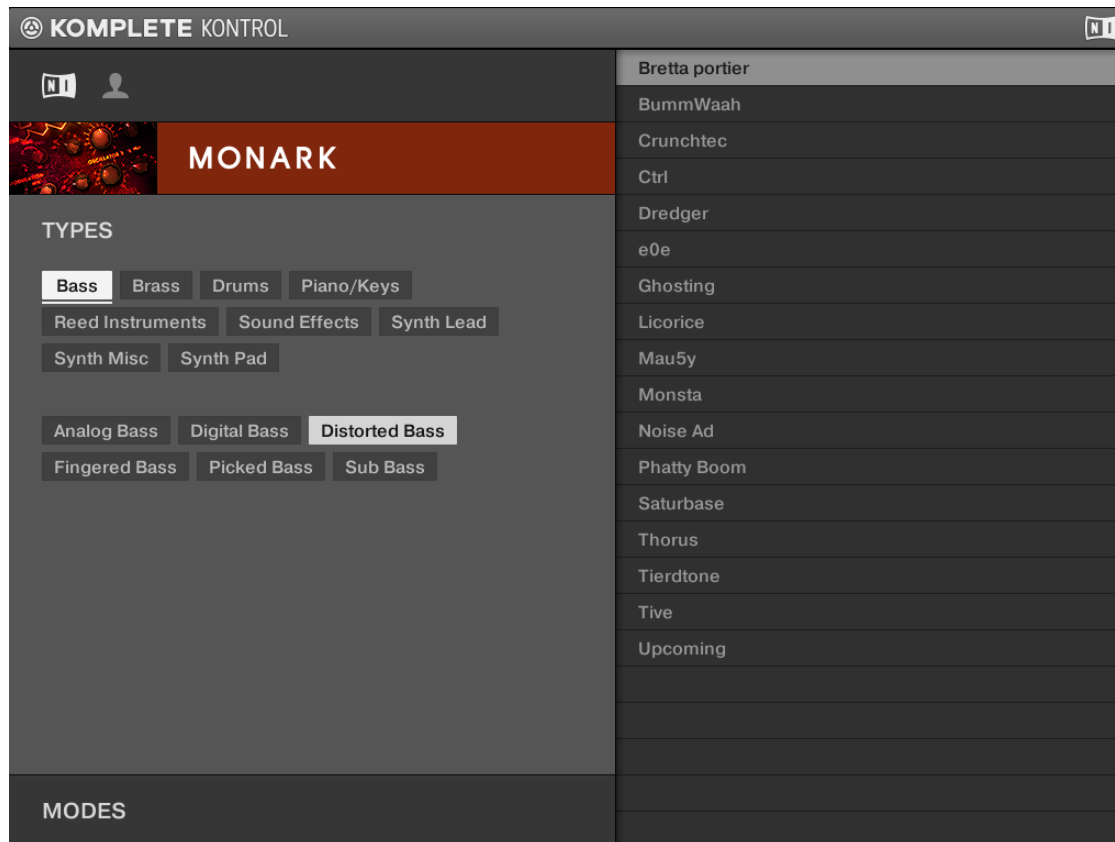 KOMPLETE KONTROL
NI
NI
MONARK
TYPES
Bass Brass Drums Piano/Keys
Reed Instruments Sound Effects Synth Lead
Synth Misc Synth Pad
Analog Bass Digital Bass Distorted Bass
Fingered Bass Picked Bass Sub Bass
MODES
Bretta portier
BummWaah
Crunchtec
Ctrl
Dredger
e0e
Ghosting
Licorice
Mau5y
Monsta
Noise Ad
Phatty Boom
Saturbase
Thorus
Tierdtone
Tive
Upcoming